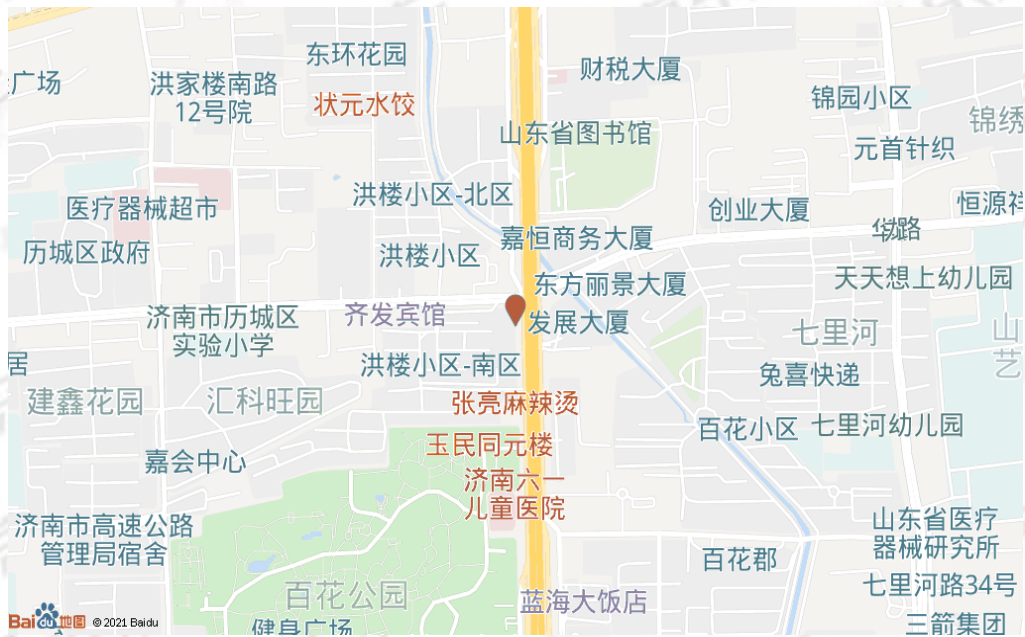 东环花园
财税大厦
广场
洪家楼南路
12号院
状元水饺
锦园小区
锦绣
山东省图书馆
元首针织
洪楼小区-北区
医疗器械超市
创业大厦
恒源祥
华龙路
嘉恒商务大厦
历城区政府
洪楼小区
天天想上幼儿园
东方丽景大厦
济南市历城区
实验小学
齐发宾馆
发展大厦
七里河
山
艺
居
洪楼小区-南区
兔喜快递
建鑫花园
汇科旺园
张亮麻辣烫
百花小区
七里河幼儿园
玉民同元楼
嘉会中心
济南六一
儿童医院
济南市高速公路
管理局宿舍
山东省医疗
器械研究所
百花郡
七里河路34号
百花公园
蓝海大饭店
健身广场
三箭集团
Bai du 地图 © 2021 Baidu